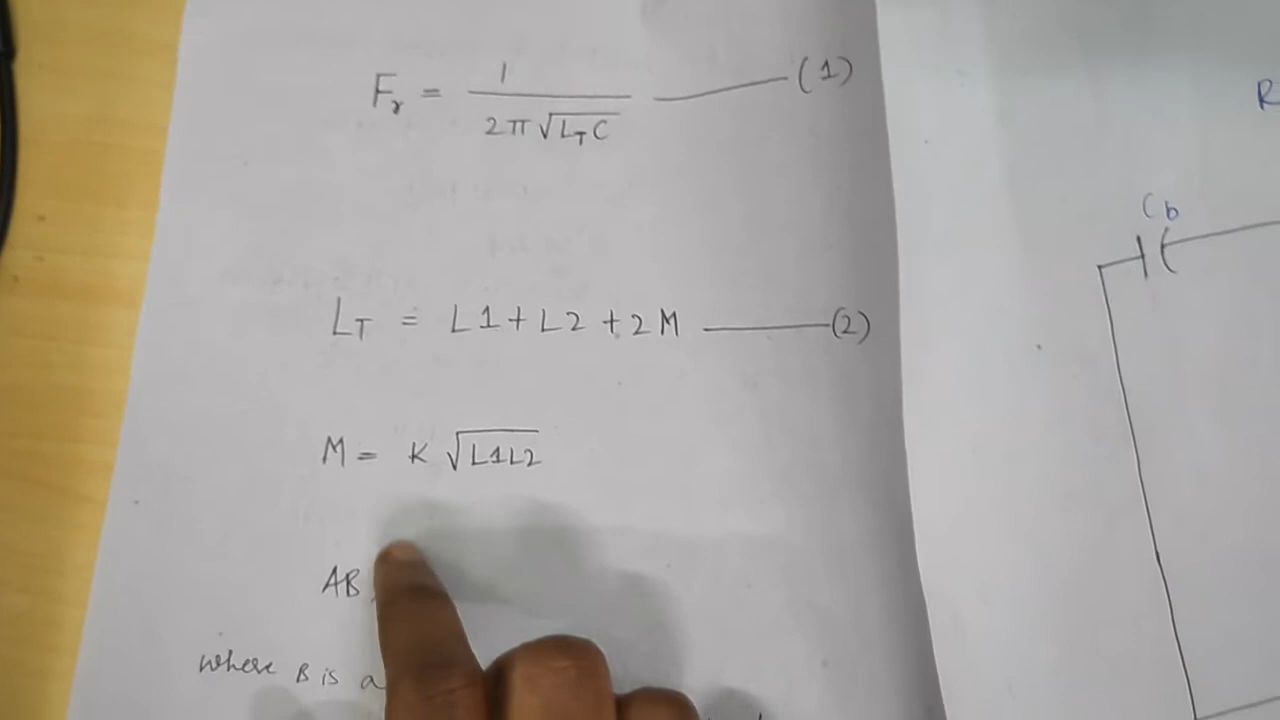 Fr = 1 / 2π√LTC (1)
LT = L1 + L2 + 2M (2)
M = K √L1L2
AB
where B is a
R
Cb